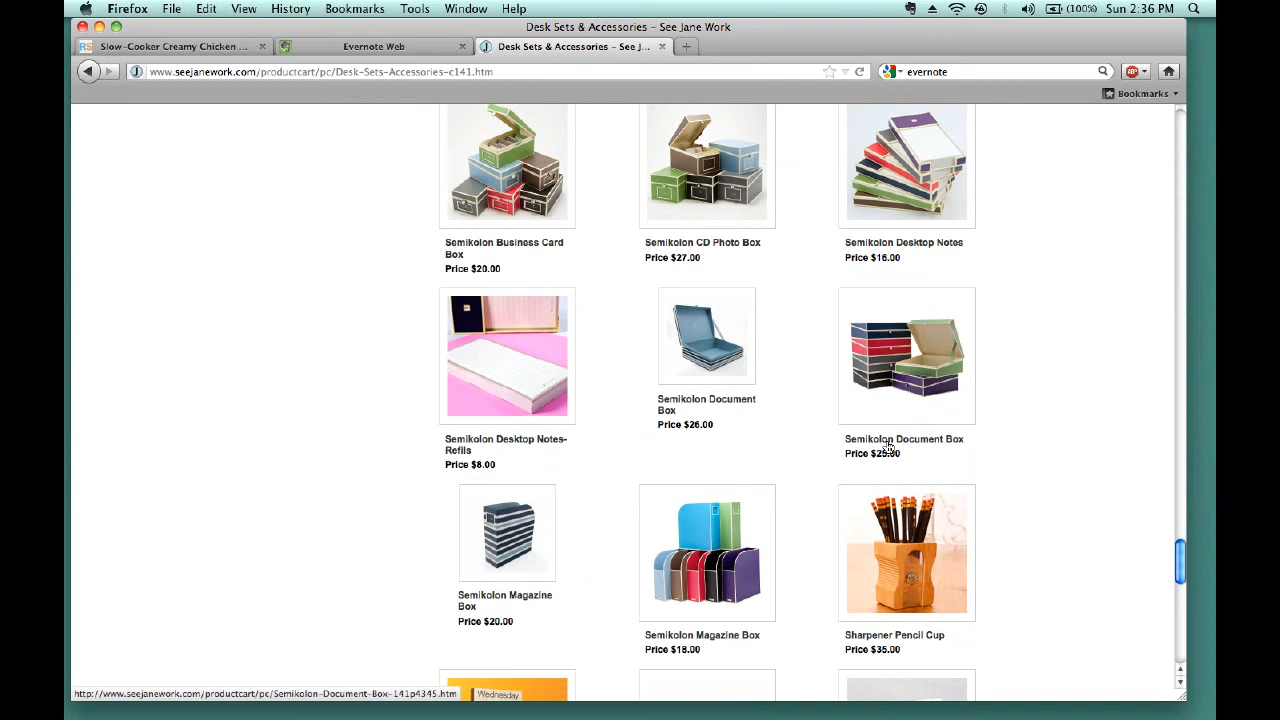 Firefox File Edit View History Bookmarks Tools Window Help (100%) Sun 2:36 PM
Desk Sets & Accessories – See Jane Work
RS Slow-Cooker Creamy Chicken ... Evernote Web Desk Sets & Accessories – See J...
www.seejanework.com/productcart/pc/Desk-Sets-Accessories-c141.htm evernote ABP
Bookmarks
Semikolon Business Card
Box
Price $20.00
Semikolon CD Photo Box
Price $27.00
Semikolon Desktop Notes
Price $16.00
Semikolon Desktop Notes-
Refils
Price $8.00
Semikolon Document
Box
Price $26.00
Semikolon Document Box
Price
Semikolon Magazine
Box
Price $20.00
Semikolon Magazine Box
Price $18.00
Sharpener Pencil Cup
Price $35.00
Wednesday
http://www.seejanework.com/productcart/pc/Semikolon-Document-Box-141p4345.htm